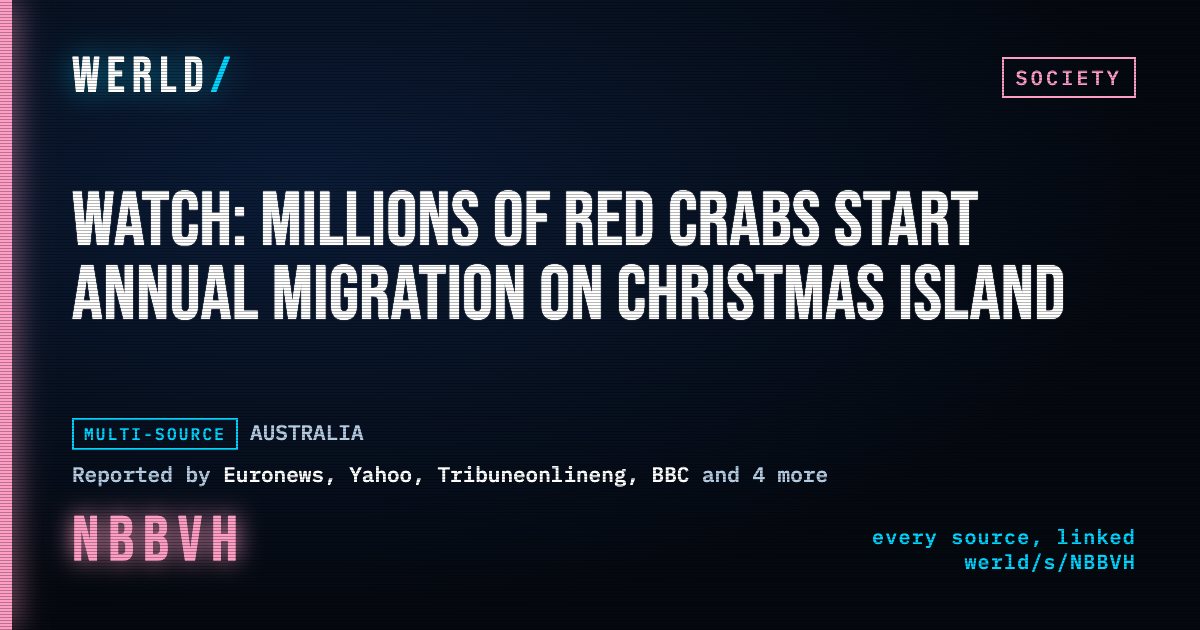 WERLD/
SOCIETY
WATCH: MILLIONS OF RED CRABS START
ANNUAL MIGRATION ON CHRISTMAS ISLAND
MULTI-SOURCE AUSTRALIA
Reported by Euronews, Yahoo, Tribuneonlineng, BBC and 4 more
NBBVH
every source, linked
werld/s/NBBVH